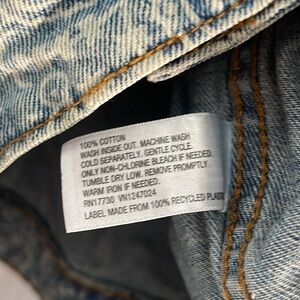 100% COTTON
WASH INSIDE OUT. MACHINE WASH
COLD SEPARATELY. GENTLE CYCLE.
ONLY NON-CHLORINE BLEACH IF NEEDED.
TUMBLE DRY LOW. REMOVE PROMPTLY.
WARM IRON IF NEEDED.
RN17730 VN1247024
LABEL MADE FROM 100% RECYCLED PLAS